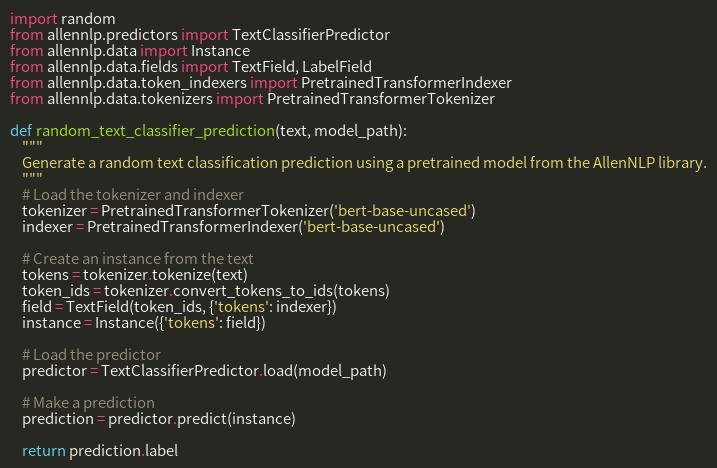 import random
from allennlp.predictors import TextClassifierPredictor
from allennlp.data import Instance
from allennlp.data.fields import TextField, LabelField
from allennlp.data.token_indexers import PretrainedTransformerIndexer
from allennlp.data.tokenizers import PretrainedTransformerTokenizer

def random_text_classifier_prediction(text, model_path):
    """
    Generate a random text classification prediction using a pretrained model from the AllenNLP library.
    """
    # Load the tokenizer and indexer
    tokenizer = PretrainedTransformerTokenizer('bert-base-uncased')
    indexer = PretrainedTransformerIndexer('bert-base-uncased')

    # Create an instance from the text
    tokens = tokenizer.tokenize(text)
    token_ids = tokenizer.convert_tokens_to_ids(tokens)
    field = TextField(token_ids, {'tokens': indexer})
    instance = Instance({'tokens': field})

    # Load the predictor
    predictor = TextClassifierPredictor.load(model_path)

    # Make a prediction
    prediction = predictor.predict(instance)

    return prediction.label